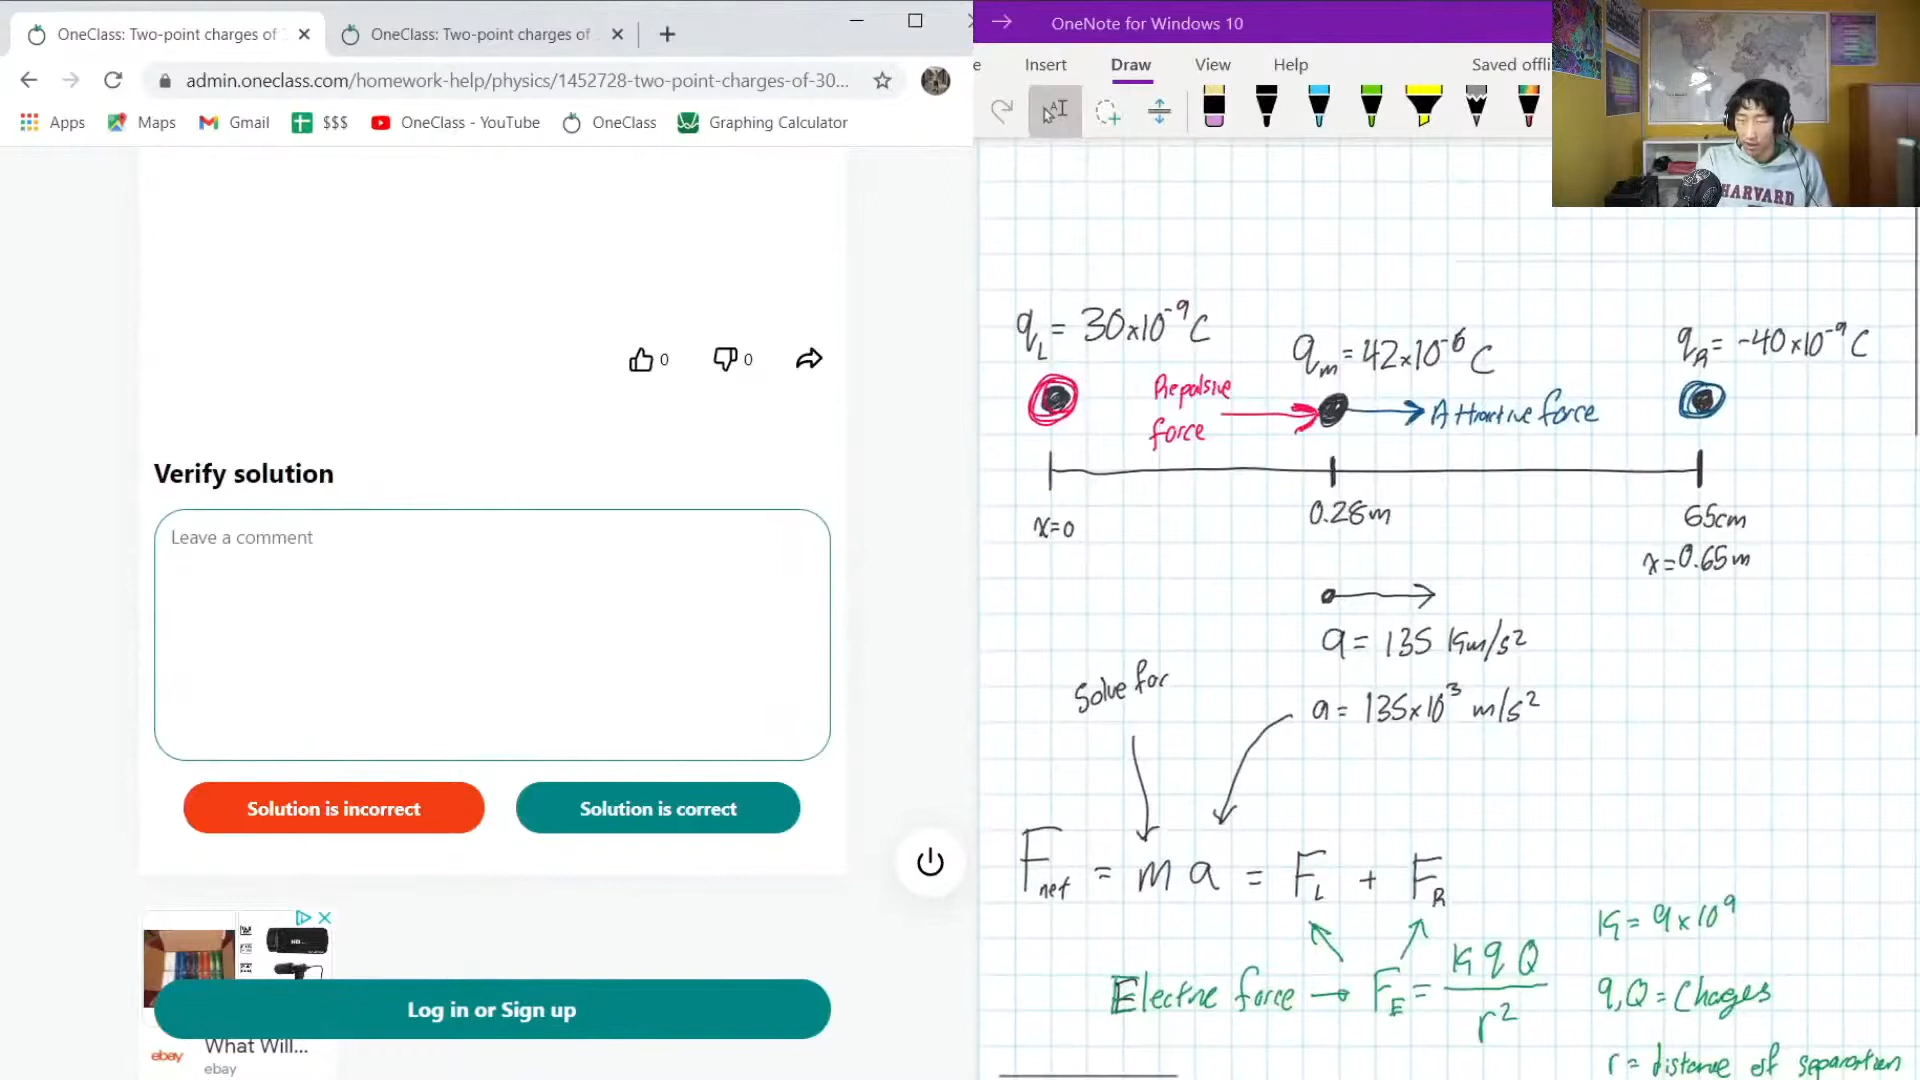 OneClass: Two-point charges of
OneClass: Two-point charges of
admin.oneclass.com/homework-help/physics/1452728-two-point-charges-of-30...
Apps
Maps
Gmail
$$$
OneClass - YouTube
OneClass
Graphing Calculator
0
0
Verify solution
Leave a comment
Solution is incorrect
Solution is correct
Log in or Sign up
What Will...
ebay
ebay
OneNote for Windows 10
Insert
Draw
View
Help
Saved offli
HARVARD
q_L = 30×10⁻⁹ C
q_m = 42×10⁻⁶ C
q_R = -40×10⁻⁹ C
Repulsive
force
Attractive force
x=0
0.28m
65cm
x=0.65m
a = 135 Km/s²
Solve for
a = 135×10³ m/s²
F_net = m a = F_L + F_R
K = 9×10⁹
Electric force → F_E = K q Q / r²
q,Q = Charges
r = distance of separation